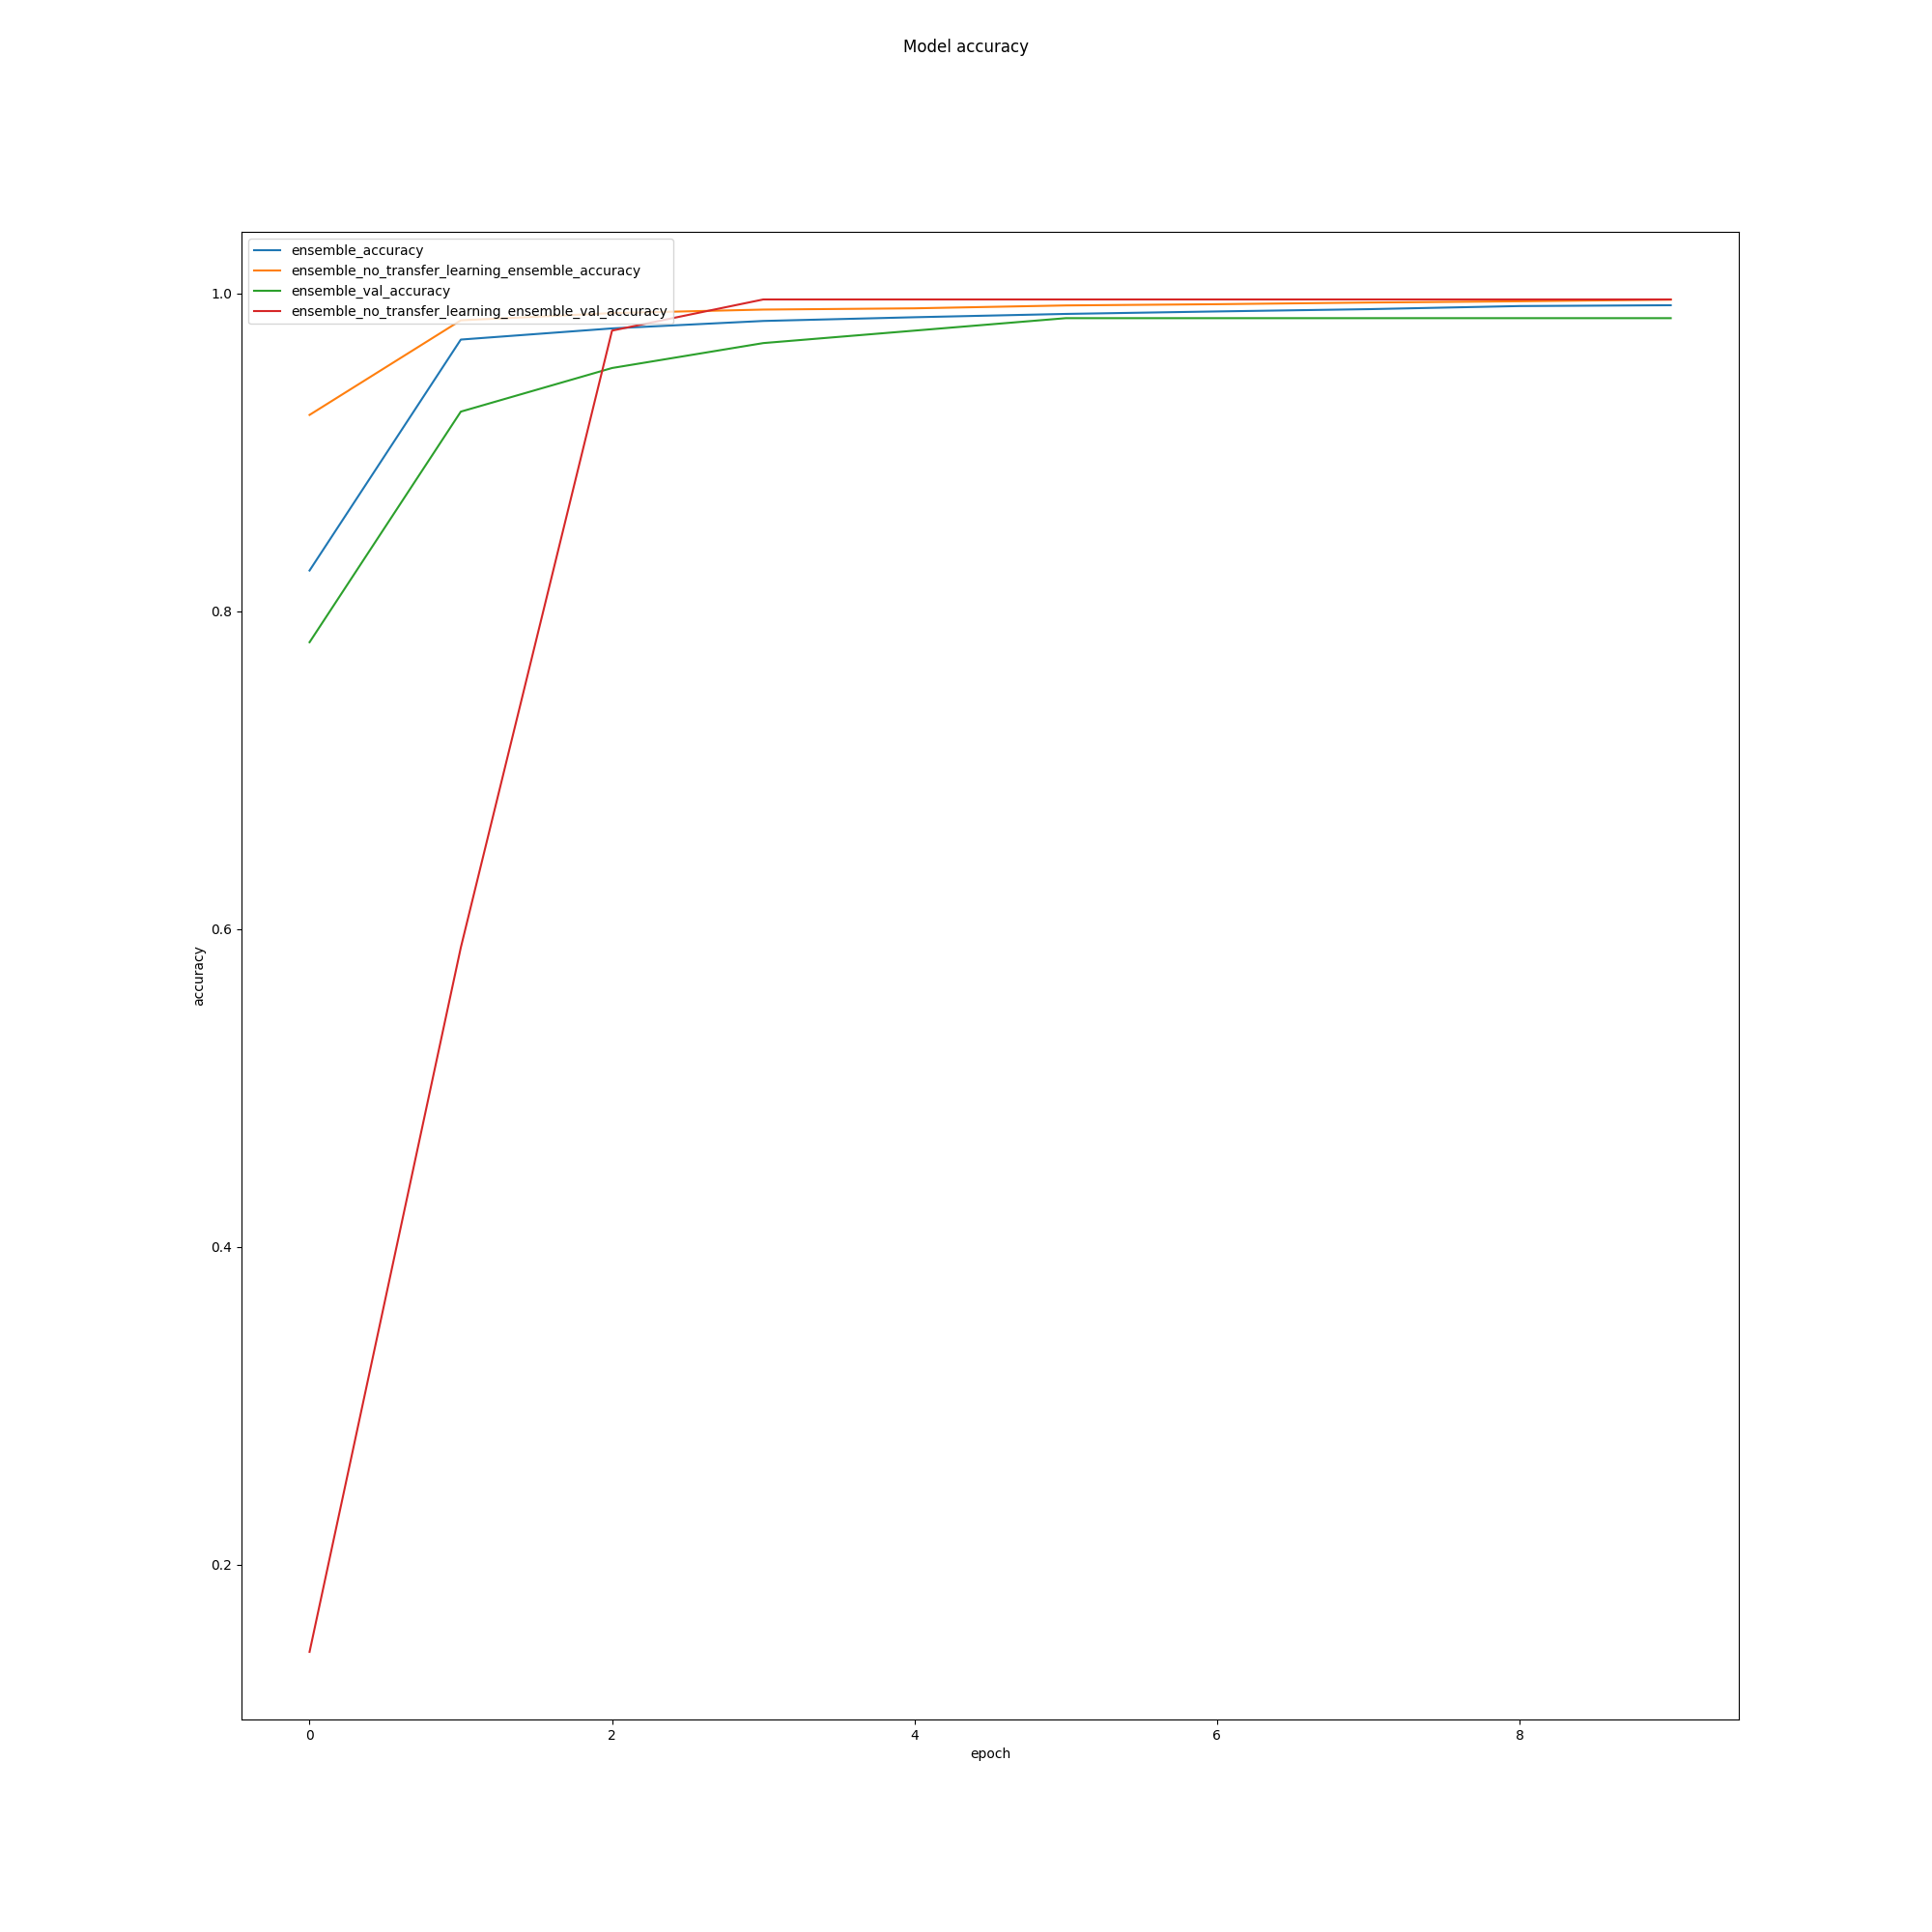 Model accuracy
ensemble_accuracy
ensemble_no_transfer_learning_ensemble_accuracy
ensemble_val_accuracy
ensemble_no_transfer_learning_ensemble_val_accuracy
1.0
0.8
0.6
0.4
0.2
accuracy
0 2 4 6 8
epoch